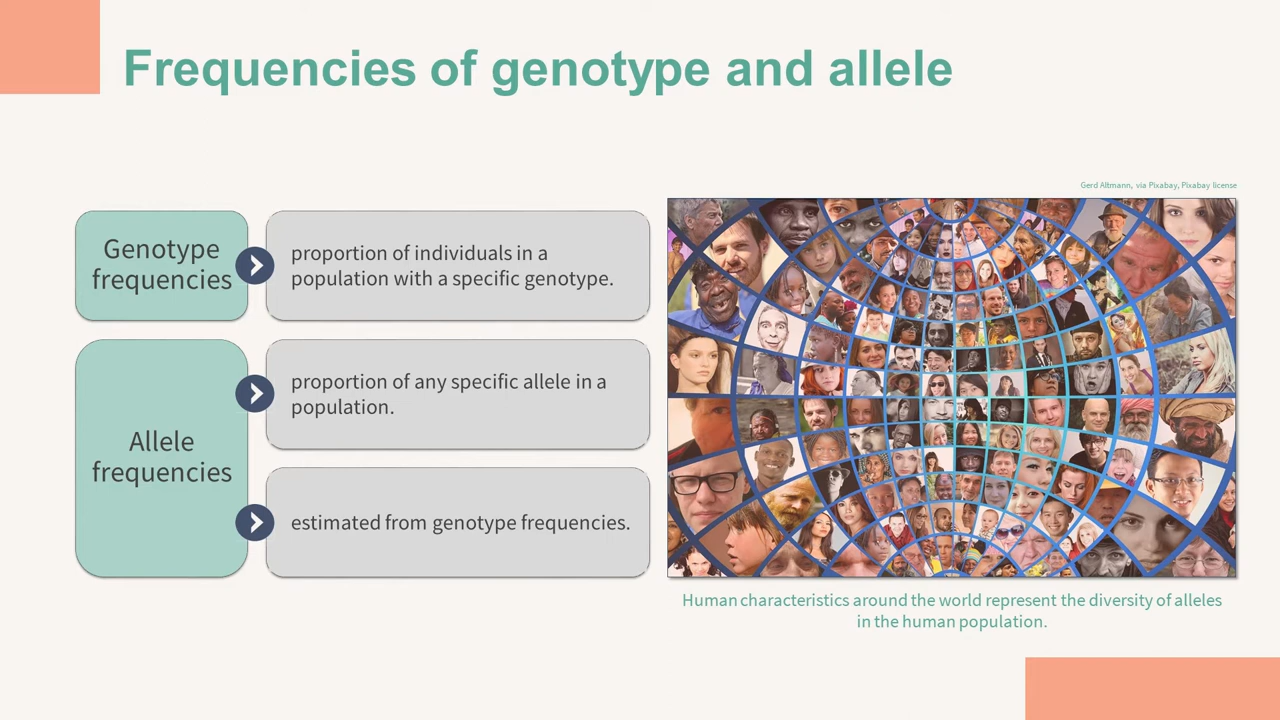 Frequencies of genotype and allele
Gerd Altmann, via Pixabay, Pixabay license
Genotype
frequencies
proportion of individuals in a
population with a specific genotype.
Allele
frequencies
proportion of any specific allele in a
population.
estimated from genotype frequencies.
Human characteristics around the world represent the diversity of alleles
in the human population.